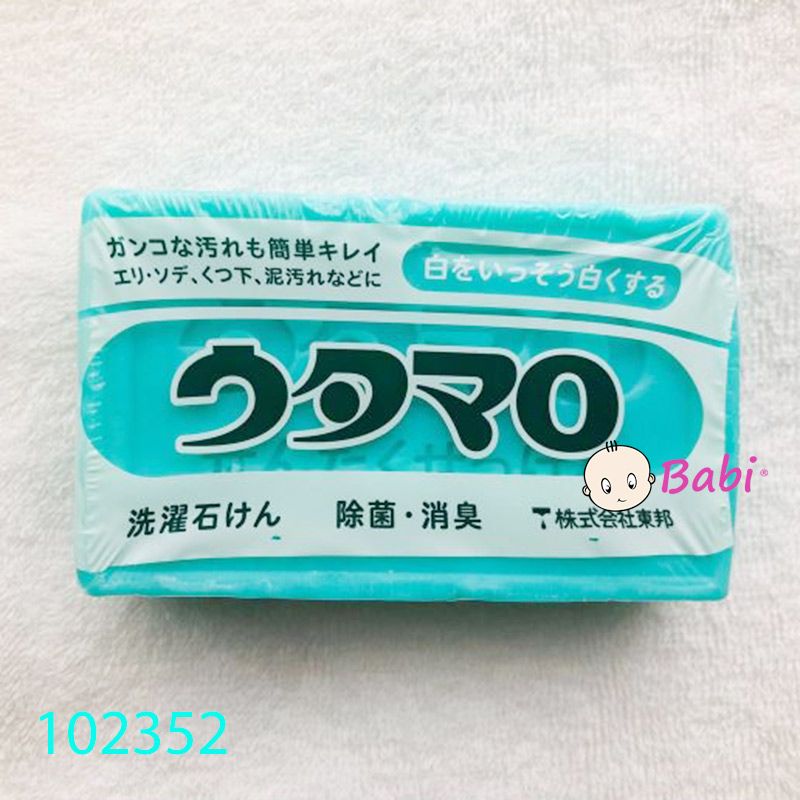 ガンコな汚れも簡単キレイ
エリ・ソデ、くつ下、泥汚れなどに
白をいっそう白くする
ウタマロ
Babi®
洗濯石けん 除菌・消臭 株式会社東邦
102352